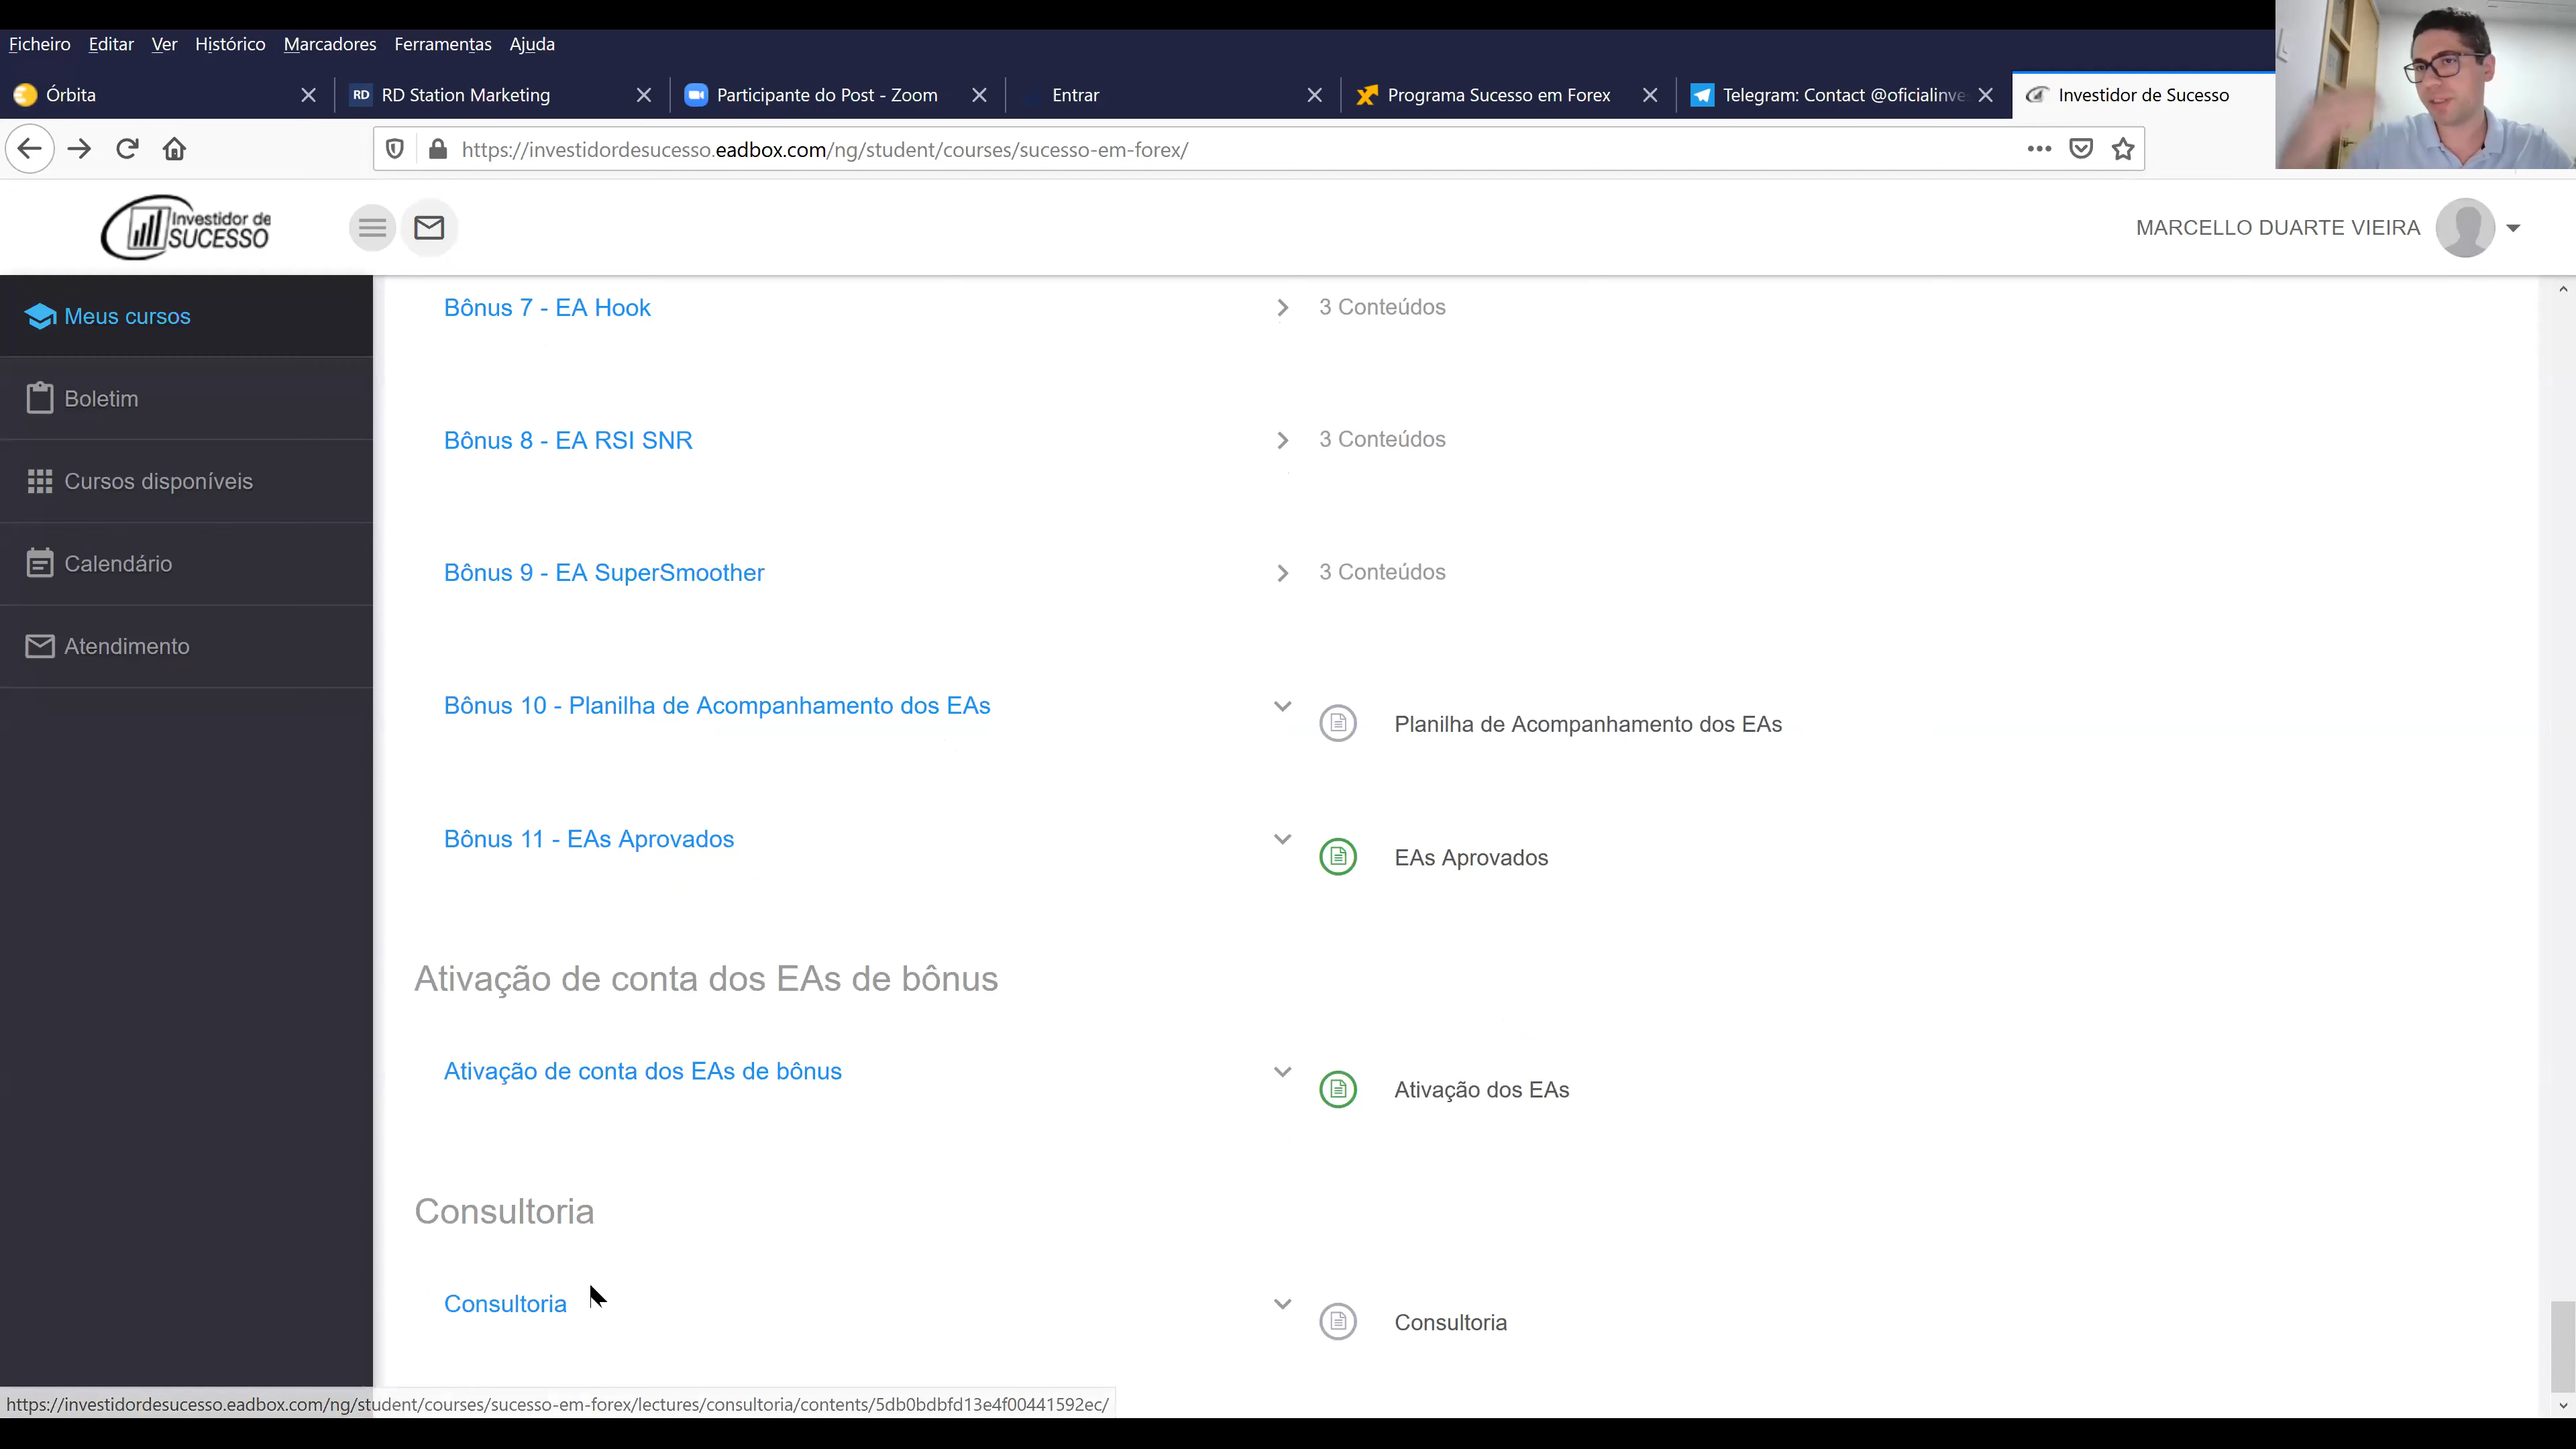 Ficheiro Editar Ver Histórico Marcadores Ferramentas Ajuda
Órbita
RD RD Station Marketing
Participante do Post - Zoom
Entrar
Programa Sucesso em Forex
Telegram: Contact @oficialinve
Investidor de Sucesso
https://investidordesucesso.eadbox.com/ng/student/courses/sucesso-em-forex/
Investidor de
SUCESSO
MARCELLO DUARTE VIEIRA
Meus cursos
Boletim
Cursos disponíveis
Calendário
Atendimento
Bônus 7 - EA Hook
3 Conteúdos
Bônus 8 - EA RSI SNR
3 Conteúdos
Bônus 9 - EA SuperSmoother
3 Conteúdos
Bônus 10 - Planilha de Acompanhamento dos EAs
Planilha de Acompanhamento dos EAs
Bônus 11 - EAs Aprovados
EAs Aprovados
Ativação de conta dos EAs de bônus
Ativação de conta dos EAs de bônus
Ativação dos EAs
Consultoria
Consultoria
Consultoria
https://investidordesucesso.eadbox.com/ng/student/courses/sucesso-em-forex/lectures/consultoria/contents/5db0bdbfd13e4f00441592ec/